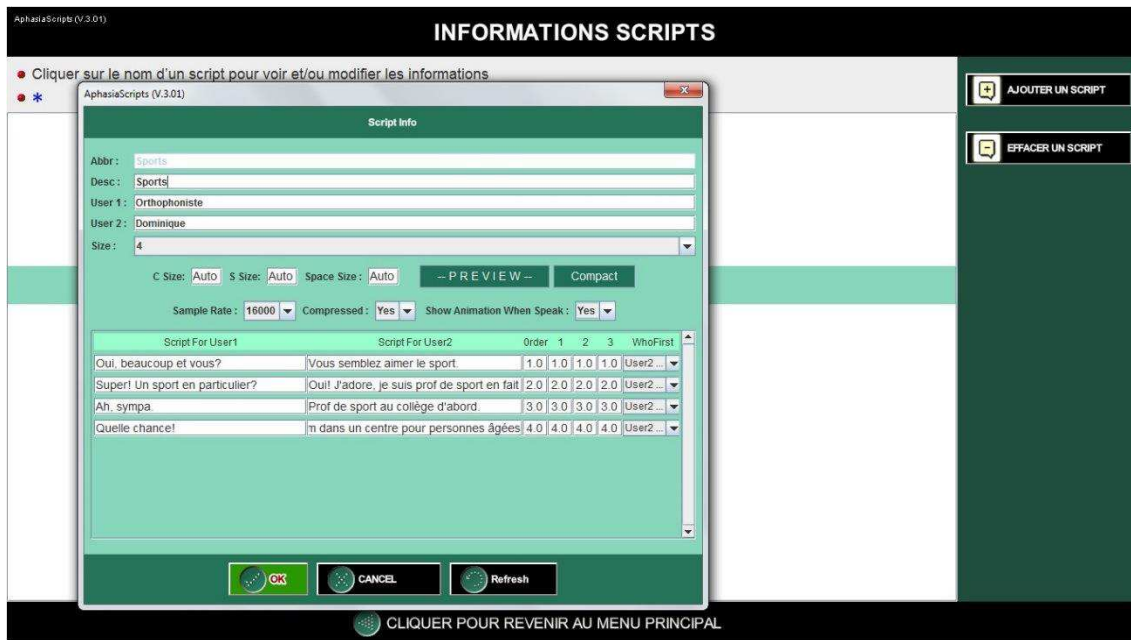 AphasiaScripts (V.3.01)
INFORMATIONS SCRIPTS
Cliquer sur le nom d'un script pour voir et/ou modifier les informations
*
AJOUTER UN SCRIPT
EFFACER UN SCRIPT
AphasiaScripts (V.3.01)
Script Info
Abbr : Sports
Desc : Sports
User 1 : Orthophoniste
User 2 : Dominique
Size : 4
C Size: Auto S Size: Auto Space Size : Auto -- P R E V I E W -- Compact
Sample Rate : 16000 Compressed : Yes Show Animation When Speak : Yes
Script For User1 Script For User2 Order 1 2 3 WhoFirst
Oui, beaucoup et vous? Vous semblez aimer le sport. 1.0 1.0 1.0 1.0 User2 ...
Super! Un sport en particulier? Oui! J'adore, je suis prof de sport en fait 2.0 2.0 2.0 2.0 User2 ...
Ah, sympa. Prof de sport au collège d'abord. 3.0 3.0 3.0 3.0 User2 ...
Quelle chance! dans un centre pour personnes âgées 4.0 4.0 4.0 4.0 User2 ...
OK CANCEL Refresh
CLIQUER POUR REVENIR AU MENU PRINCIPAL